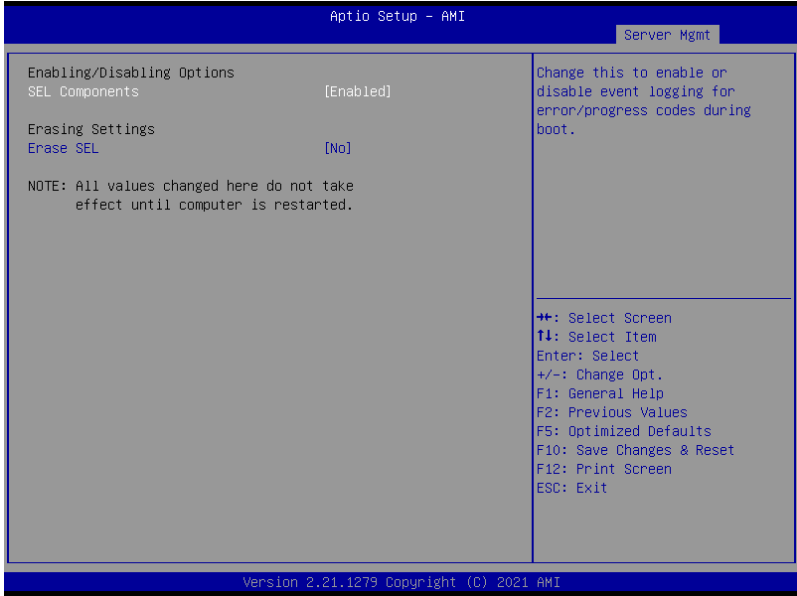 Aptio Setup – AMI
Server Mgmt
Enabling/Disabling Options
SEL Components [Enabled]
Erasing Settings
Erase SEL [No]
NOTE: All values changed here do not take
effect until computer is restarted.
Change this to enable or
disable event logging for
error/progress codes during
boot.
→←: Select Screen
↑↓: Select Item
Enter: Select
+/-: Change Opt.
F1: General Help
F2: Previous Values
F5: Optimized Defaults
F10: Save Changes & Reset
F12: Print Screen
ESC: Exit
Version 2.21.1279 Copyright (C) 2021 AMI